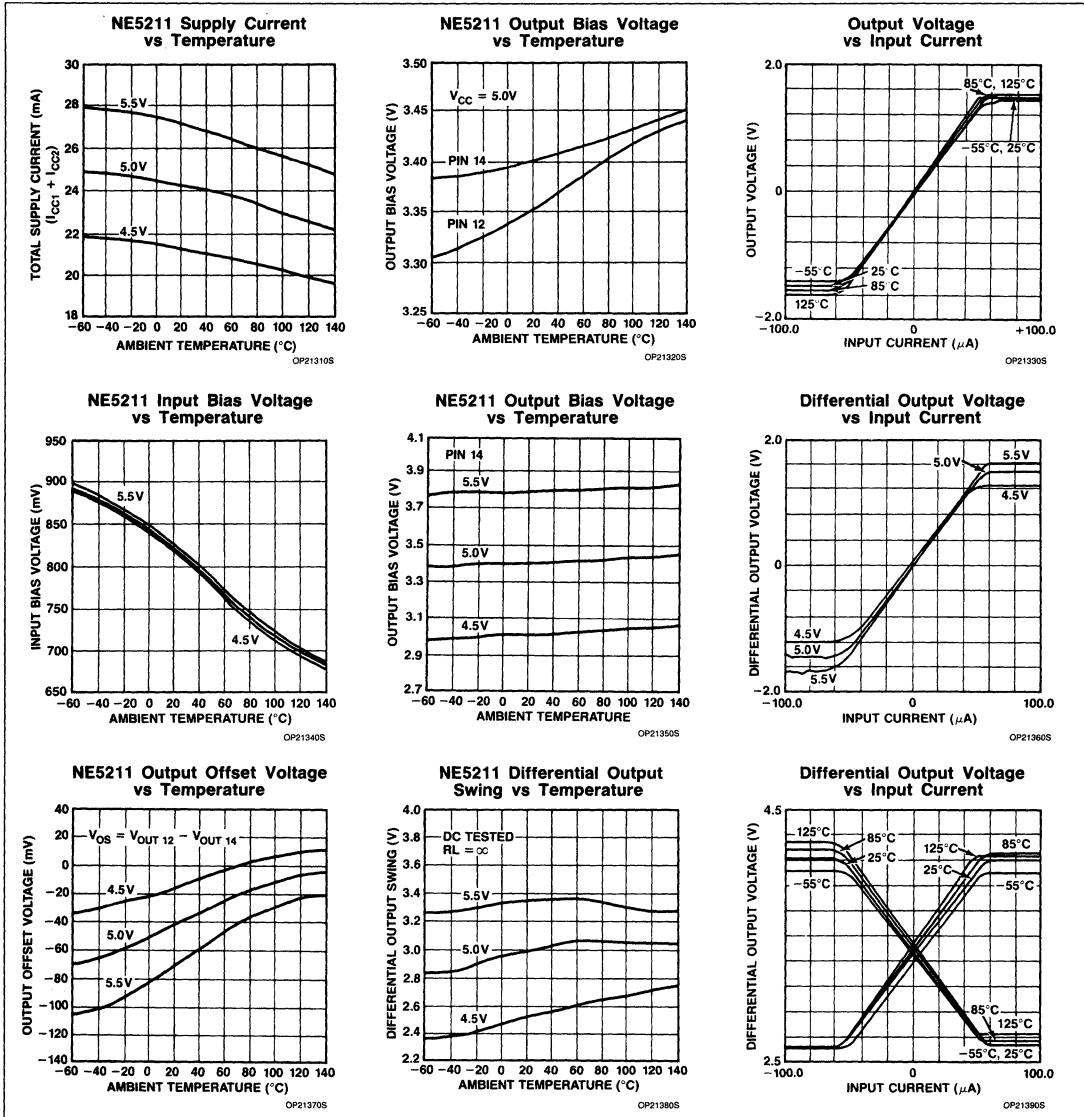 NE5211 Supply Current
vs Temperature
TOTAL SUPPLY CURRENT (mA)
(ICC1 + ICC2)
30
28
26
24
22
20
18
5.5V
5.0V
4.5V
−60 −40 −20 0 20 40 60 80 100 120 140
AMBIENT TEMPERATURE (°C)
OP21310S
NE5211 Output Bias Voltage
vs Temperature
OUTPUT BIAS VOLTAGE (V)
3.50
3.45
3.40
3.35
3.30
3.25
VCC = 5.0V
PIN 14
PIN 12
−60 −40 −20 0 20 40 60 80 100 120 140
AMBIENT TEMPERATURE (°C)
OP21320S
Output Voltage
vs Input Current
OUTPUT VOLTAGE (V)
2.0
0
−2.0
85°C, 125°C
−55°C, 25°C
−55°C
25°C
85°C
125°C
−100.0 0 +100.0
INPUT CURRENT (μA)
OP21330S
NE5211 Input Bias Voltage
vs Temperature
INPUT BIAS VOLTAGE (mV)
950
900
850
800
750
700
650
5.5V
4.5V
−60 −40 −20 0 20 40 60 80 100 120 140
AMBIENT TEMPERATURE (°C)
OP21340S
NE5211 Output Bias Voltage
vs Temperature
OUTPUT BIAS VOLTAGE (V)
4.1
3.9
3.7
3.5
3.3
3.1
2.9
2.7
PIN 14
5.5V
5.0V
4.5V
−60 −40 −20 0 20 40 60 80 100 120 140
AMBIENT TEMPERATURE
OP21350S
Differential Output Voltage
vs Input Current
DIFFERENTIAL OUTPUT VOLTAGE (V)
2.0
0
−2.0
5.0V
5.5V
4.5V
4.5V
5.0V
5.5V
−100.0 0 100.0
INPUT CURRENT (μA)
OP21360S
NE5211 Output Offset Voltage
vs Temperature
OUTPUT OFFSET VOLTAGE (mV)
40
20
0
−20
−40
−60
−80
−100
−120
−140
VOS = VOUT 12 − VOUT 14
4.5V
5.0V
5.5V
−60 −40 −20 0 20 40 60 80 100 120 140
AMBIENT TEMPERATURE (°C)
OP21370S
NE5211 Differential Output
Swing vs Temperature
DIFFERENTIAL OUTPUT SWING (V)
4.0
3.8
3.6
3.4
3.2
3.0
2.8
2.6
2.4
2.2
DC TESTED
RL = ∞
5.5V
5.0V
4.5V
−60 −40 −20 0 20 40 60 80 100 120 140
AMBIENT TEMPERATURE (°C)
OP21380S
Differential Output Voltage
vs Input Current
DIFFERENTIAL OUTPUT VOLTAGE (V)
4.5
2.5
125°C
85°C
25°C
−55°C
125°C
85°C
25°C
−55°C
85°C
125°C
−55°C, 25°C
−100.0 0 100.0
INPUT CURRENT (μA)
OP21390S